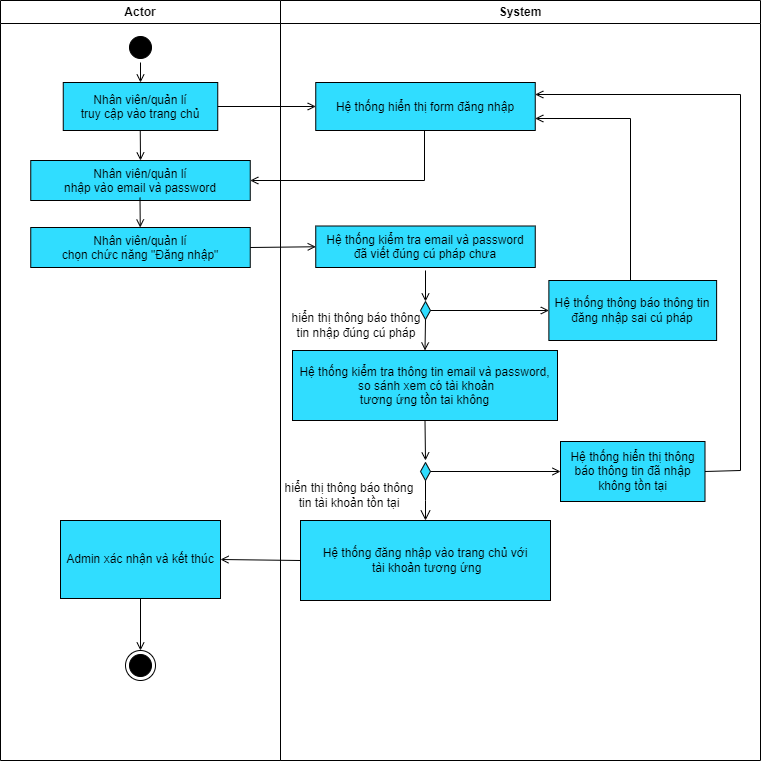 Actor
System
Nhân viên/quản lí
truy cập vào trang chủ
Hệ thống hiển thị form đăng nhập
Nhân viên/quản lí
nhập vào email và password
Nhân viên/quản lí
chọn chức năng "Đăng nhập"
Hệ thống kiểm tra email và password
đã viết đúng cú pháp chưa
Hệ thống thông báo thông tin
đăng nhập sai cú pháp
hiển thị thông báo thông
tin nhập đúng cú pháp
Hệ thống kiểm tra thông tin email và password,
so sánh xem có tài khoản
tương ứng tồn tai không
Hệ thống hiển thị thông
báo thông tin đã nhập
không tồn tại
hiển thị thông báo thông
tin tài khoản tồn tại
Admin xác nhận và kết thúc
Hệ thống đăng nhập vào trang chủ với
tài khoản tương ứng